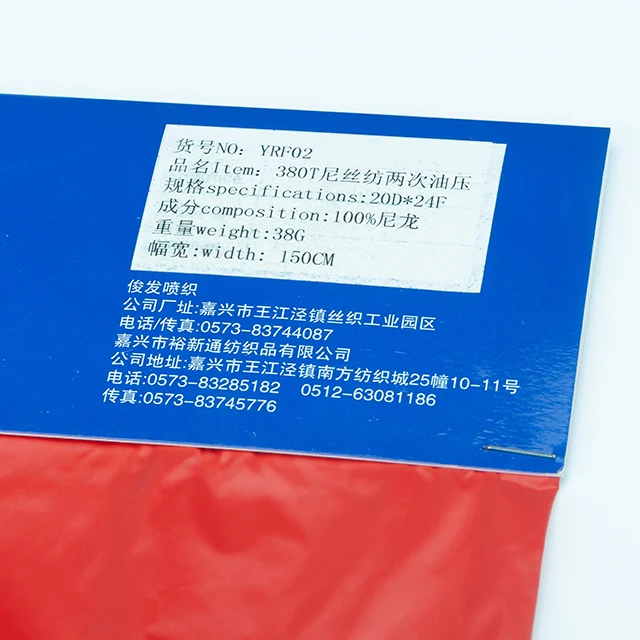 货号NO: YRF02
品名Item: 380T尼丝纺两次油压
规格specifications:20D*24F
成分composition:100%尼龙
重量weight:38G
幅宽:width: 150CM
俊发喷织
公司厂址:嘉兴市王江泾镇丝织工业园区
电话/传真:0573-83744087
嘉兴市裕新通纺织品有限公司
公司地址:嘉兴市王江泾镇南方纺织城25幢10-11号
电话:0573-83285182 0512-63081186
传真:0573-83745776